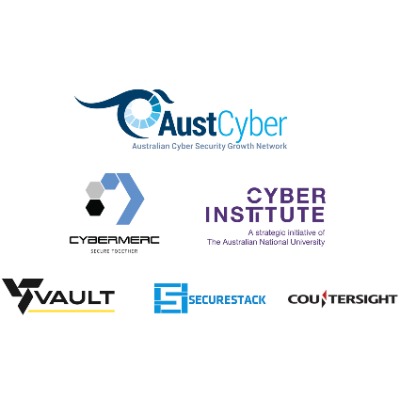 AustCyber
Australian Cyber Security Growth Network
CYBERMERC
SECURE TOGETHER
CYBER
INSTITUTE
A strategic initiative of
The Australian National University
VAULT
SECURESTACK
COUNTERSIGHT